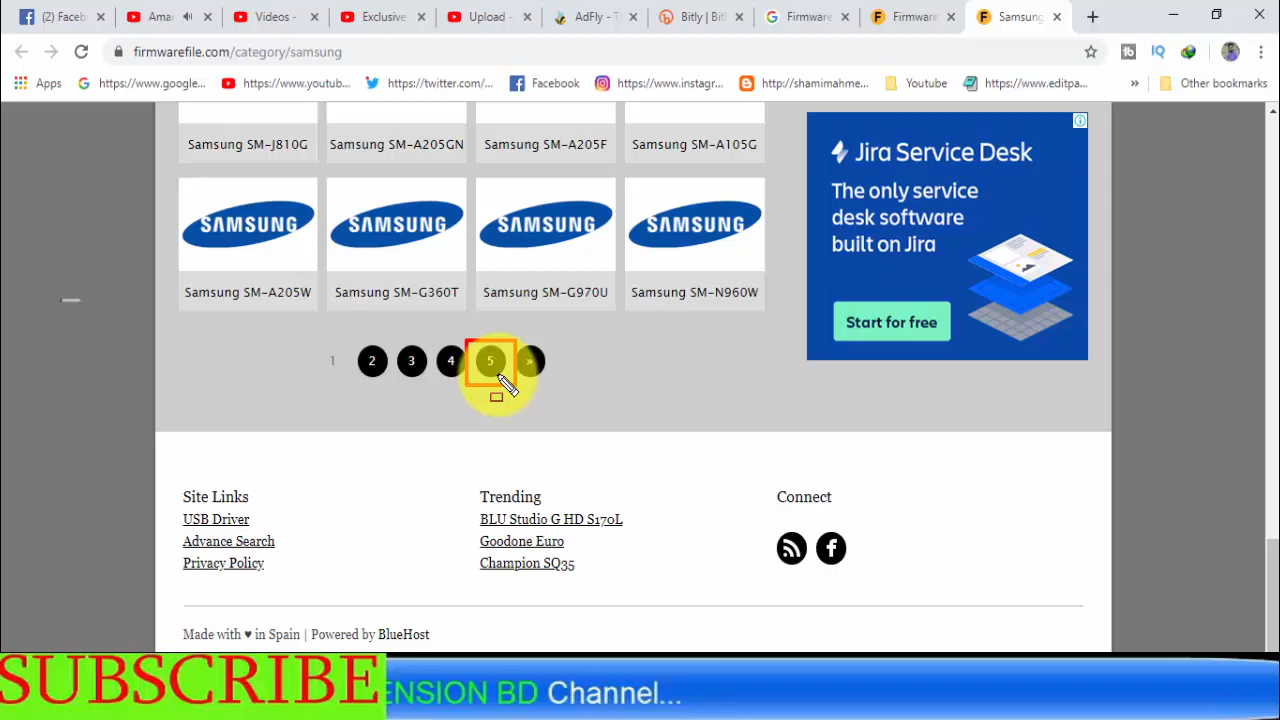 (2) Faceb
Amar
Videos -
Exclusive
Upload -
AdFly - T
Bitly | Bitl
Firmware
Firmware
Samsung
firmwarefile.com/category/samsung
Apps
https://www.google...
https://www.youtub...
https://twitter.com/...
Facebook
https://www.instagr...
http://shamimahme...
Youtube
https://www.editpa...
»
Other bookmarks
Samsung SM-J810G
Samsung SM-A205GN
Samsung SM-A205F
Samsung SM-A105G
SAMSUNG
SAMSUNG
SAMSUNG
SAMSUNG
Samsung SM-A205W
Samsung SM-G360T
Samsung SM-G970U
Samsung SM-N960W
Jira Service Desk
The only service
desk software
built on Jira
Start for free
1 2 3 4 5 »
Site Links
USB Driver
Advance Search
Privacy Policy
Trending
BLU Studio G HD S170L
Goodone Euro
Champion SQ35
Connect
Made with ♥ in Spain | Powered by BlueHost
SUBSCRIBE
ENSION BD Channel...